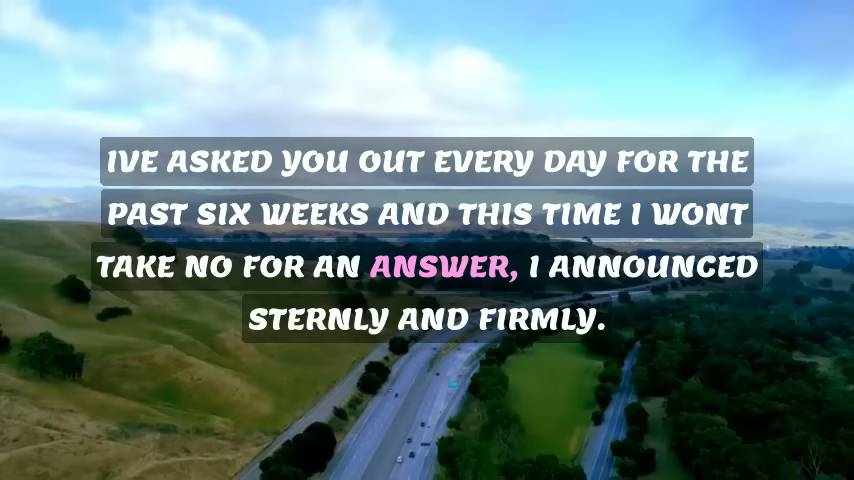 IVE ASKED YOU OUT EVERY DAY FOR THE
PAST SIX WEEKS AND THIS TIME I WONT
TAKE NO FOR AN ANSWER, I ANNOUNCED
STERNLY AND FIRMLY.